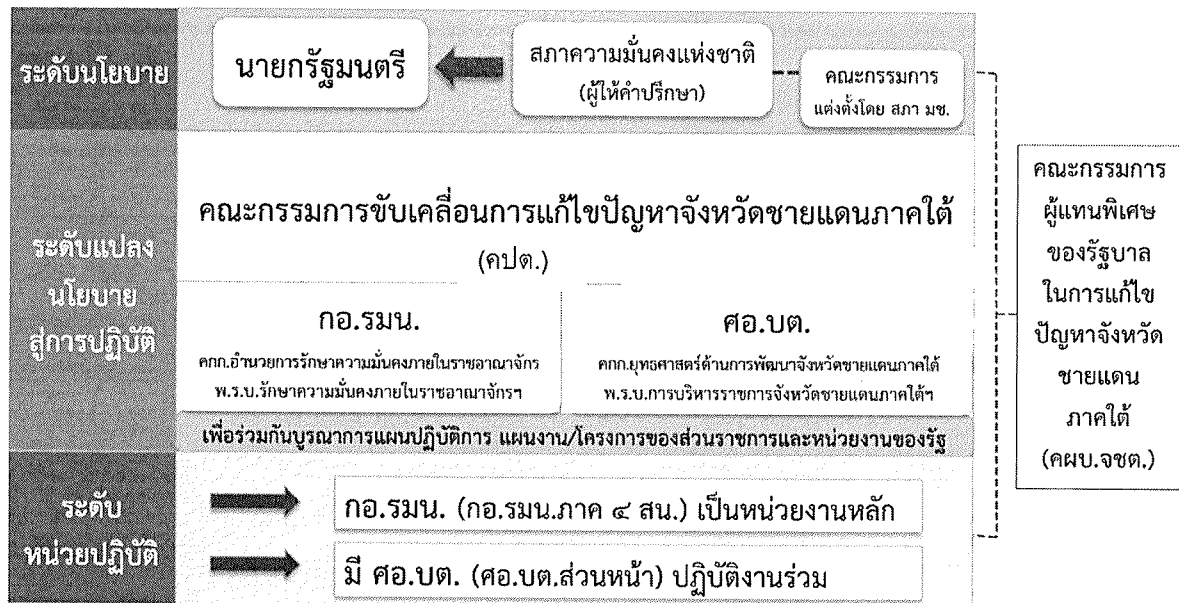 ระดับนโยบาย
นายกรัฐมนตรี
สภาความมั่นคงแห่งชาติ
(ผู้ให้คำปรึกษา)
คณะกรรมการ
แต่งตั้งโดย สภา มช.
ระดับแปลง
นโยบาย
สู่การปฏิบัติ
คณะกรรมการขับเคลื่อนการแก้ไขปัญหาจังหวัดชายแดนภาคใต้
(คปต.)
กอ.รมน.
คกก.อำนวยการรักษาความมั่นคงภายในราชอาณาจักร
พ.ร.บ.รักษาความมั่นคงภายในราชอาณาจักรฯ
ศอ.บต.
คกก.ยุทธศาสตร์ด้านการพัฒนาจังหวัดชายแดนภาคใต้
พ.ร.บ.การบริหารราชการจังหวัดชายแดนภาคใต้ฯ
เพื่อร่วมกันบูรณาการแผนปฏิบัติการ แผนงาน/โครงการของส่วนราชการและหน่วยงานของรัฐ
ระดับ
หน่วยปฏิบัติ
กอ.รมน. (กอ.รมน.ภาค ๔ สน.) เป็นหน่วยงานหลัก
มี ศอ.บต. (ศอ.บต.ส่วนหน้า) ปฏิบัติงานร่วม
คณะกรรมการ
ผู้แทนพิเศษ
ของรัฐบาล
ในการแก้ไข
ปัญหาจังหวัด
ชายแดน
ภาคใต้
(คผบ.จชต.)